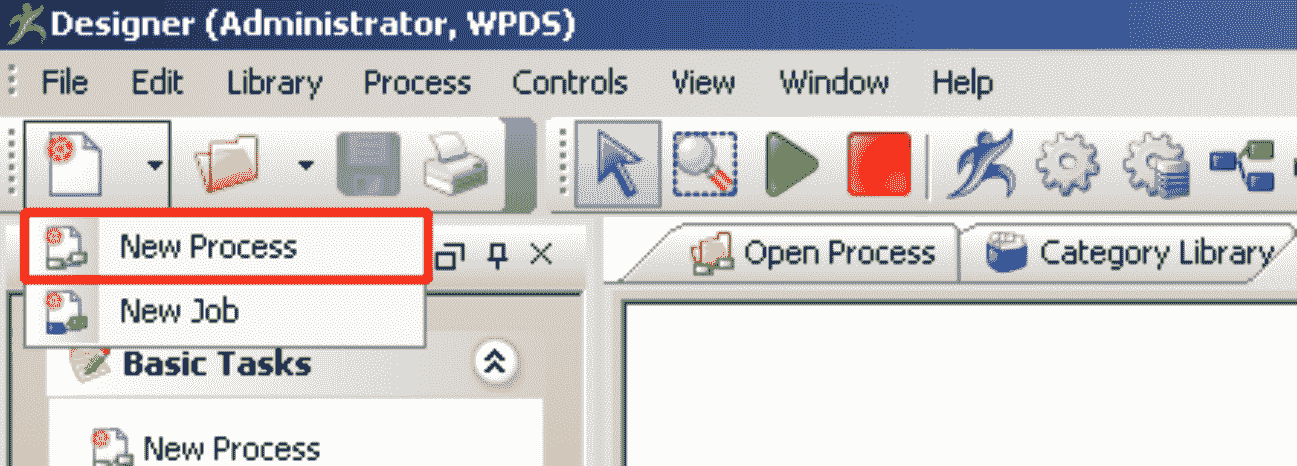 Designer (Administrator, WPDS)
File Edit Library Process Controls View Window Help
New Process
Open Process Category Library
New Job
Basic Tasks
New Process